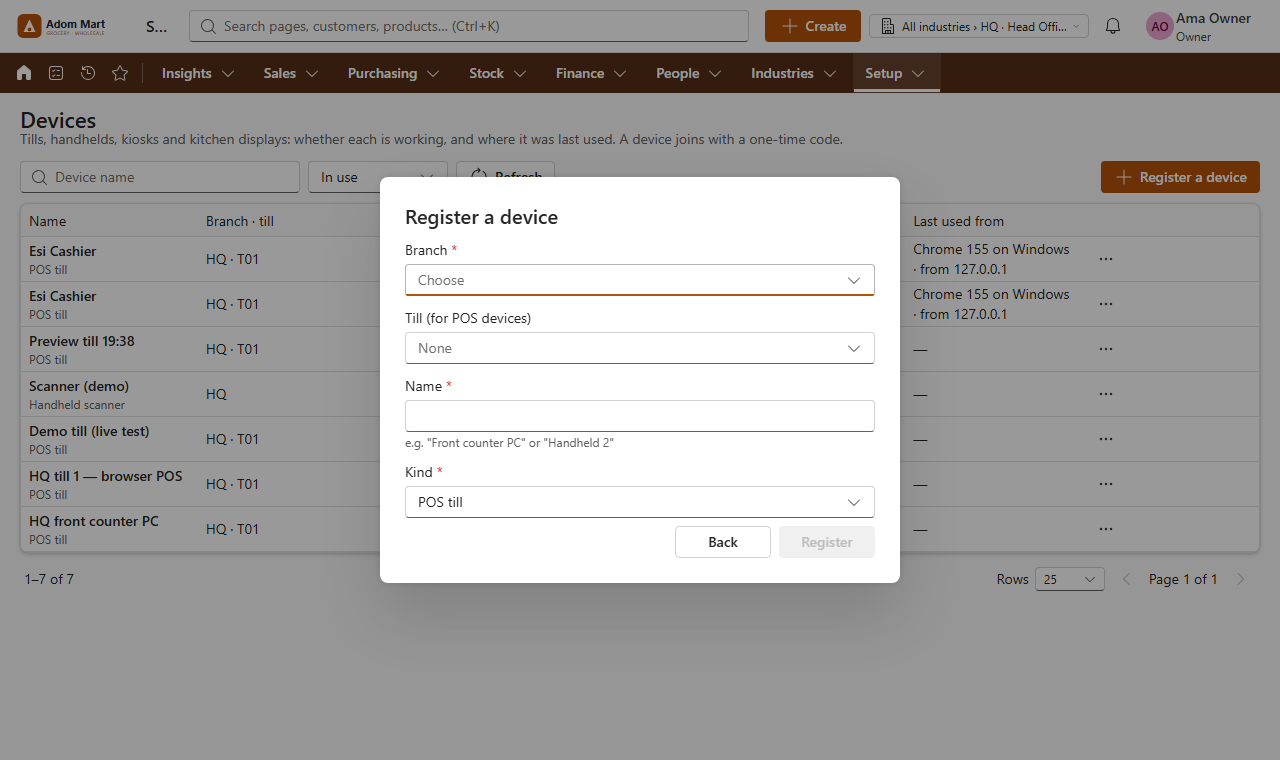 Adom Mart
GROCERY · WHOLESALE
S...
Search pages, customers, products... (Ctrl+K)
Create
All industries › HQ · Head Offi...
AO
Ama Owner
Owner
Insights
Sales
Purchasing
Stock
Finance
People
Industries
Setup
Devices
Tills, handhelds, kiosks and kitchen displays: whether each is working, and where it was last used. A device joins with a one-time code.
Device name
In use
Refresh
Register a device
Name
Branch · till
Last used from
Esi Cashier
POS till
HQ · T01
Chrome 155 on Windows
· from 127.0.0.1
Esi Cashier
POS till
HQ · T01
Chrome 155 on Windows
· from 127.0.0.1
Preview till 19:38
POS till
HQ · T01
—
Scanner (demo)
Handheld scanner
HQ
—
Demo till (live test)
POS till
HQ · T01
—
HQ till 1 — browser POS
POS till
HQ · T01
—
HQ front counter PC
POS till
HQ · T01
—
1–7 of 7
Rows
25
Page 1 of 1
Register a device
Branch *
Choose
Till (for POS devices)
None
Name *
e.g. "Front counter PC" or "Handheld 2"
Kind *
POS till
Back
Register